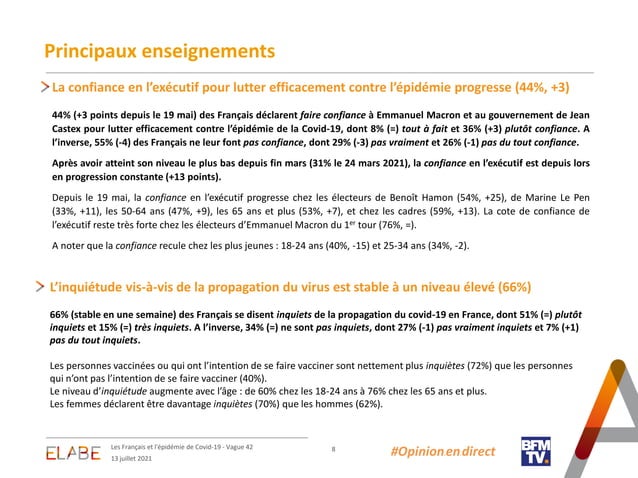 Principaux enseignements
La confiance en l’exécutif pour lutter efficacement contre l’épidémie progresse (44%, +3)
44% (+3 points depuis le 19 mai) des Français déclarent faire confiance à Emmanuel Macron et au gouvernement de Jean
Castex pour lutter efficacement contre l’épidémie de la Covid-19, dont 8% (=) tout à fait et 36% (+3) plutôt confiance. A
l’inverse, 55% (-4) des Français ne leur font pas confiance, dont 29% (-3) pas vraiment et 26% (-1) pas du tout confiance.
Après avoir atteint son niveau le plus bas depuis fin mars (31% le 24 mars 2021), la confiance en l’exécutif est depuis lors
en progression constante (+13 points).
Depuis le 19 mai, la confiance en l’exécutif progresse chez les électeurs de Benoît Hamon (54%, +25), de Marine Le Pen
(33%, +11), les 50-64 ans (47%, +9), les 65 ans et plus (53%, +7), et chez les cadres (59%, +13). La cote de confiance de
l’exécutif reste très forte chez les électeurs d’Emmanuel Macron du 1er tour (76%, =).
A noter que la confiance recule chez les plus jeunes : 18-24 ans (40%, -15) et 25-34 ans (34%, -2).
L’inquiétude vis-à-vis de la propagation du virus est stable à un niveau élevé (66%)
66% (stable en une semaine) des Français se disent inquiets de la propagation du covid-19 en France, dont 51% (=) plutôt
inquiets et 15% (=) très inquiets. A l’inverse, 34% (=) ne sont pas inquiets, dont 27% (-1) pas vraiment inquiets et 7% (+1)
pas du tout inquiets.
Les personnes vaccinées ou qui ont l’intention de se faire vacciner sont nettement plus inquiètes (72%) que les personnes
qui n’ont pas l’intention de se faire vacciner (40%).
Le niveau d’inquiétude augmente avec l’âge : de 60% chez les 18-24 ans à 76% chez les 65 ans et plus.
Les femmes déclarent être davantage inquiètes (70%) que les hommes (62%).
ELABE
Les Français et l’épidémie de Covid-19 - Vague 42
13 juillet 2021
8
#Opinionendirect
BFM
TV.